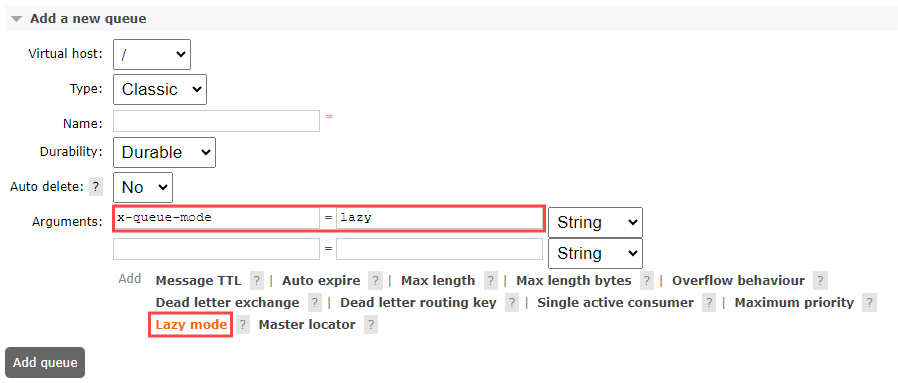 Add a new queue
Virtual host: /
Type: Classic
Name: *
Durability: Durable
Auto delete: ? No
Arguments: x-queue-mode = lazy String
= String
Add Message TTL ? | Auto expire ? | Max length ? | Max length bytes ? | Overflow behaviour ?
Dead letter exchange ? | Dead letter routing key ? | Single active consumer ? | Maximum priority ?
Lazy mode ? Master locator ?
Add queue